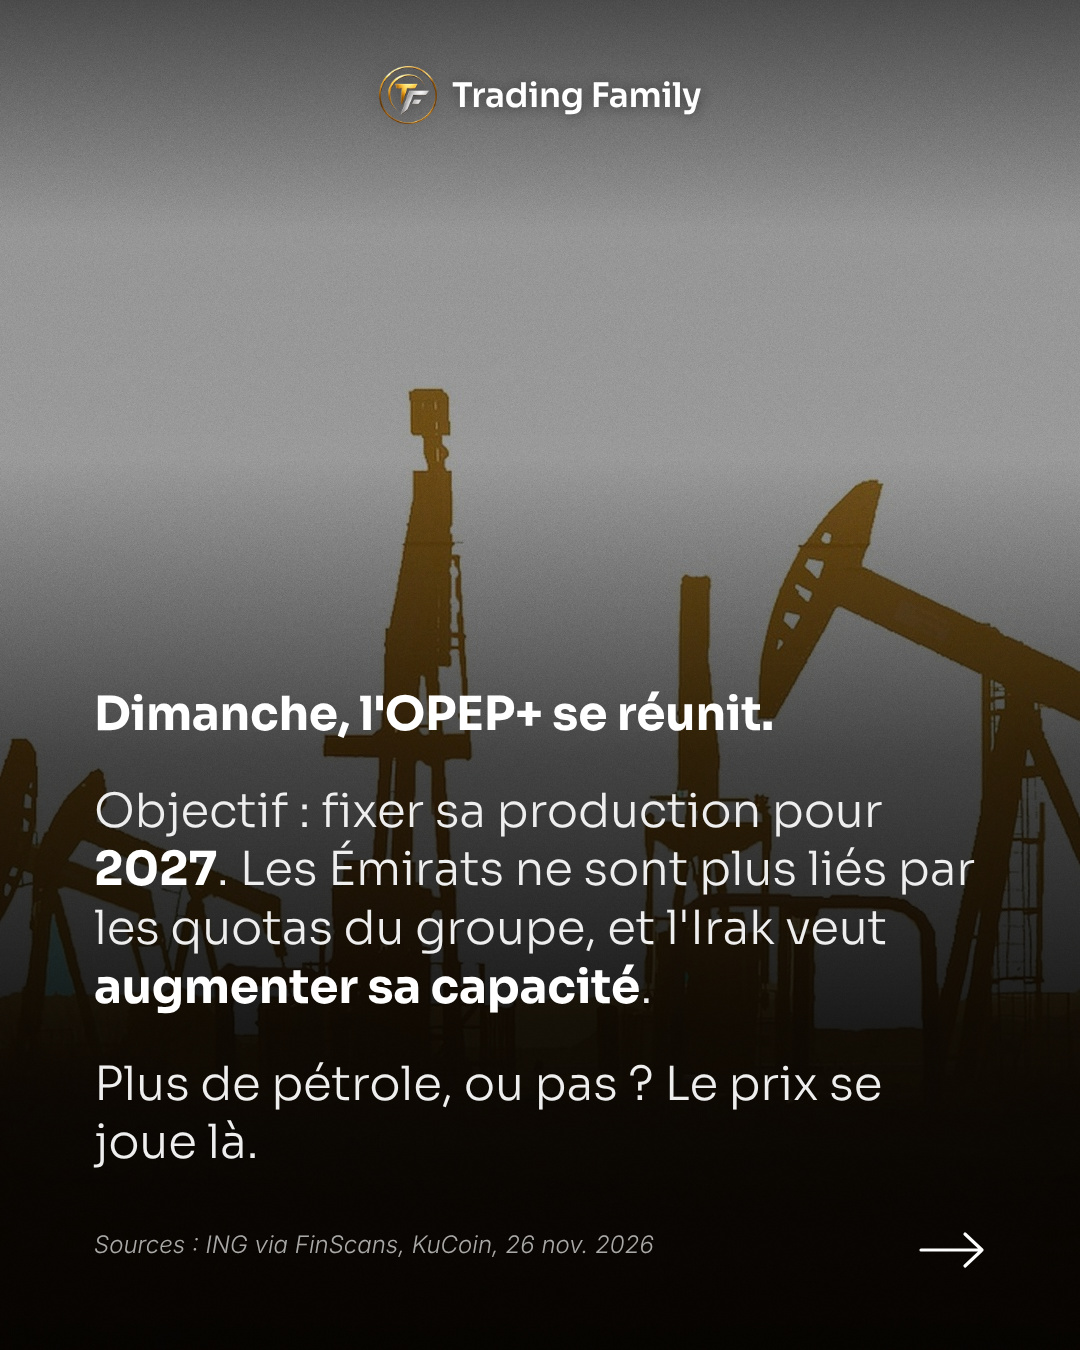 TF Trading Family
Dimanche, l'OPEP+ se réunit.
Objectif : fixer sa production pour
2027. Les Émirats ne sont plus liés par
les quotas du groupe, et l'Irak veut
augmenter sa capacité.
Plus de pétrole, ou pas ? Le prix se
joue là.
Sources : ING via FinScans, KuCoin, 26 nov. 2026